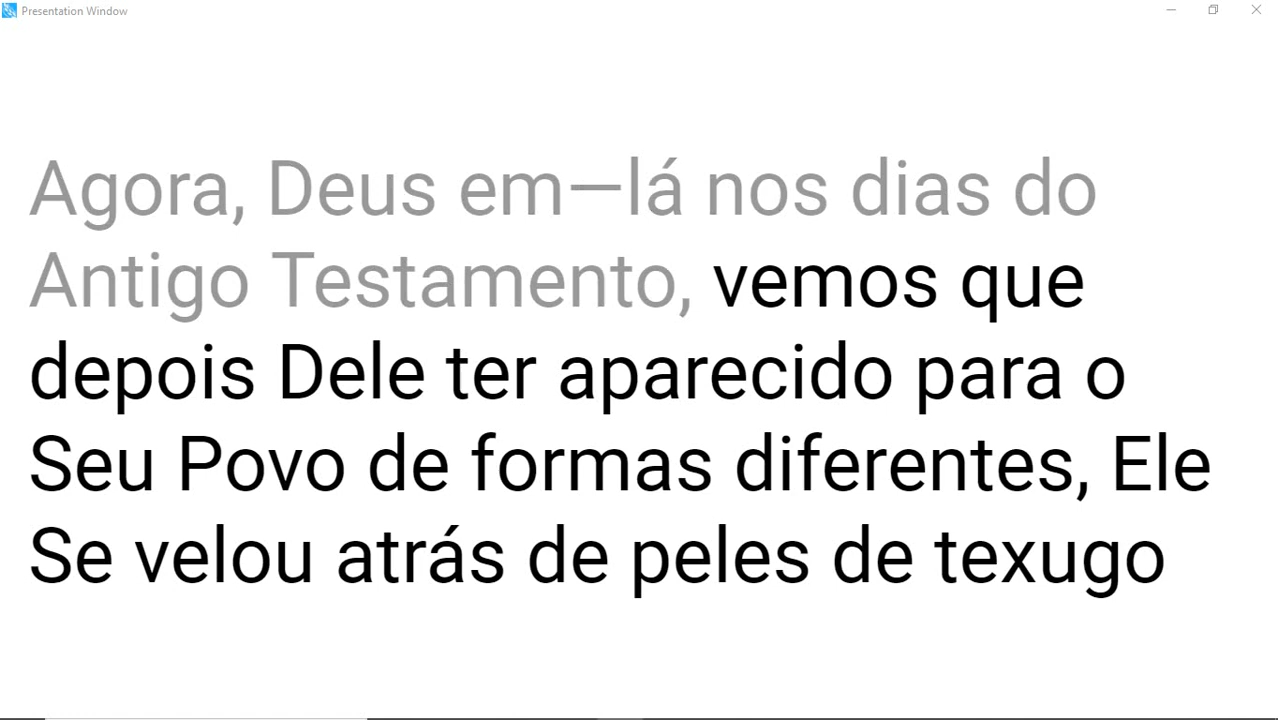 Presentation Window
Agora, Deus em—lá nos dias do
Antigo Testamento, vemos que
depois Dele ter aparecido para o
Seu Povo de formas diferentes, Ele
Se velou atrás de peles de texugo